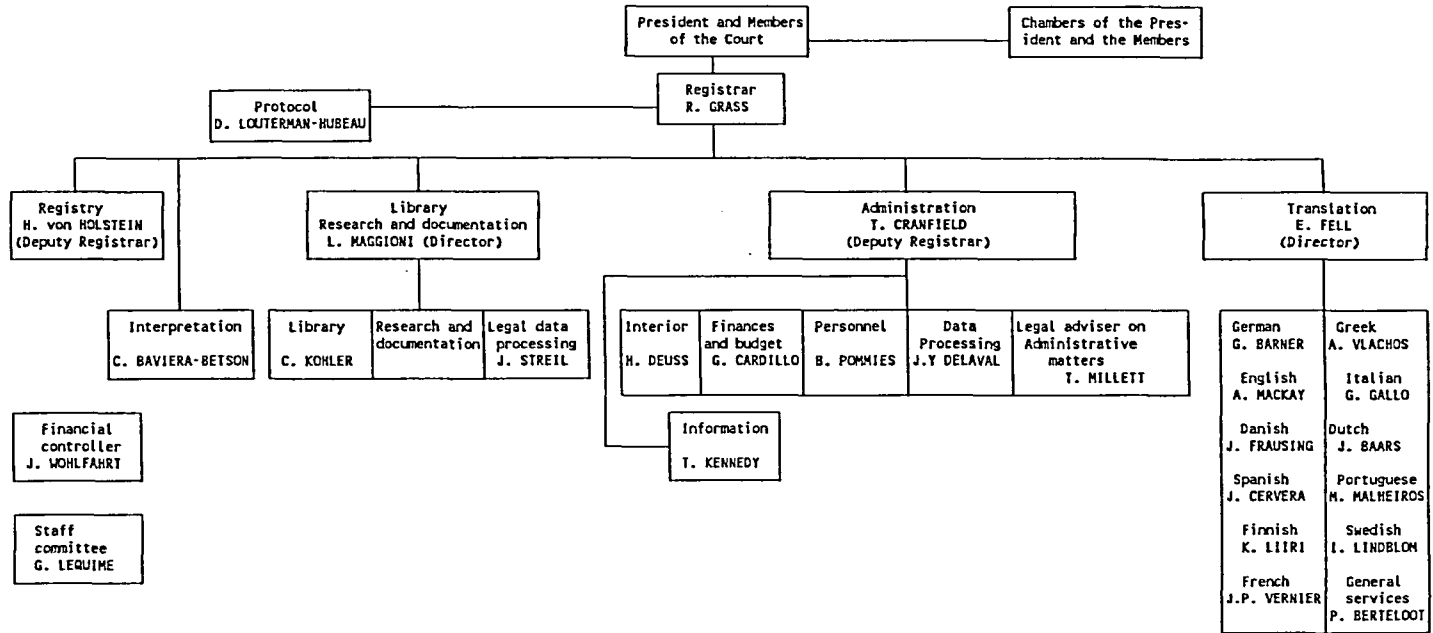 President and Members
of the Court
Chambers of the Pres-
ident and the Members
Registrar
R. GRASS
Protocol
D. LOUTERMAN-HUBEAU
Registry
H. von HOLSTEIN
(Deputy Registrar)
Library
Research and documentation
L. MAGGIONI (Director)
Administration
T. CRANFIELD
(Deputy Registrar)
Translation
E. FELL
(Director)
Interpretation
C. BAVIERA-BETSON
Library
C. KOHLER
Research and
documentation
Legal data
processing
J. STREIL
Interior
H. DEUSS
Finances
and budget
G. CARDILLO
Personnel
B. POMMIES
Data
Processing
J.Y DELAVAL
Legal adviser on
Administrative
matters
T. MILLETT
Information
T. KENNEDY
Financial
controller
J. WOHLFAHRT
Staff
committee
G. LEQUIME
German
G. BARNER
Greek
A. VLACHOS
English
A. MACKAY
Italian
G. GALLO
Danish
J. FRAUSING
Dutch
J. BAARS
Spanish
J. CERVERA
Portuguese
M. MALHEIROS
Finnish
K. LIIRI
Swedish
I. LINDBLOM
French
J.P. VERNIER
General
services
P. BERTELOOT